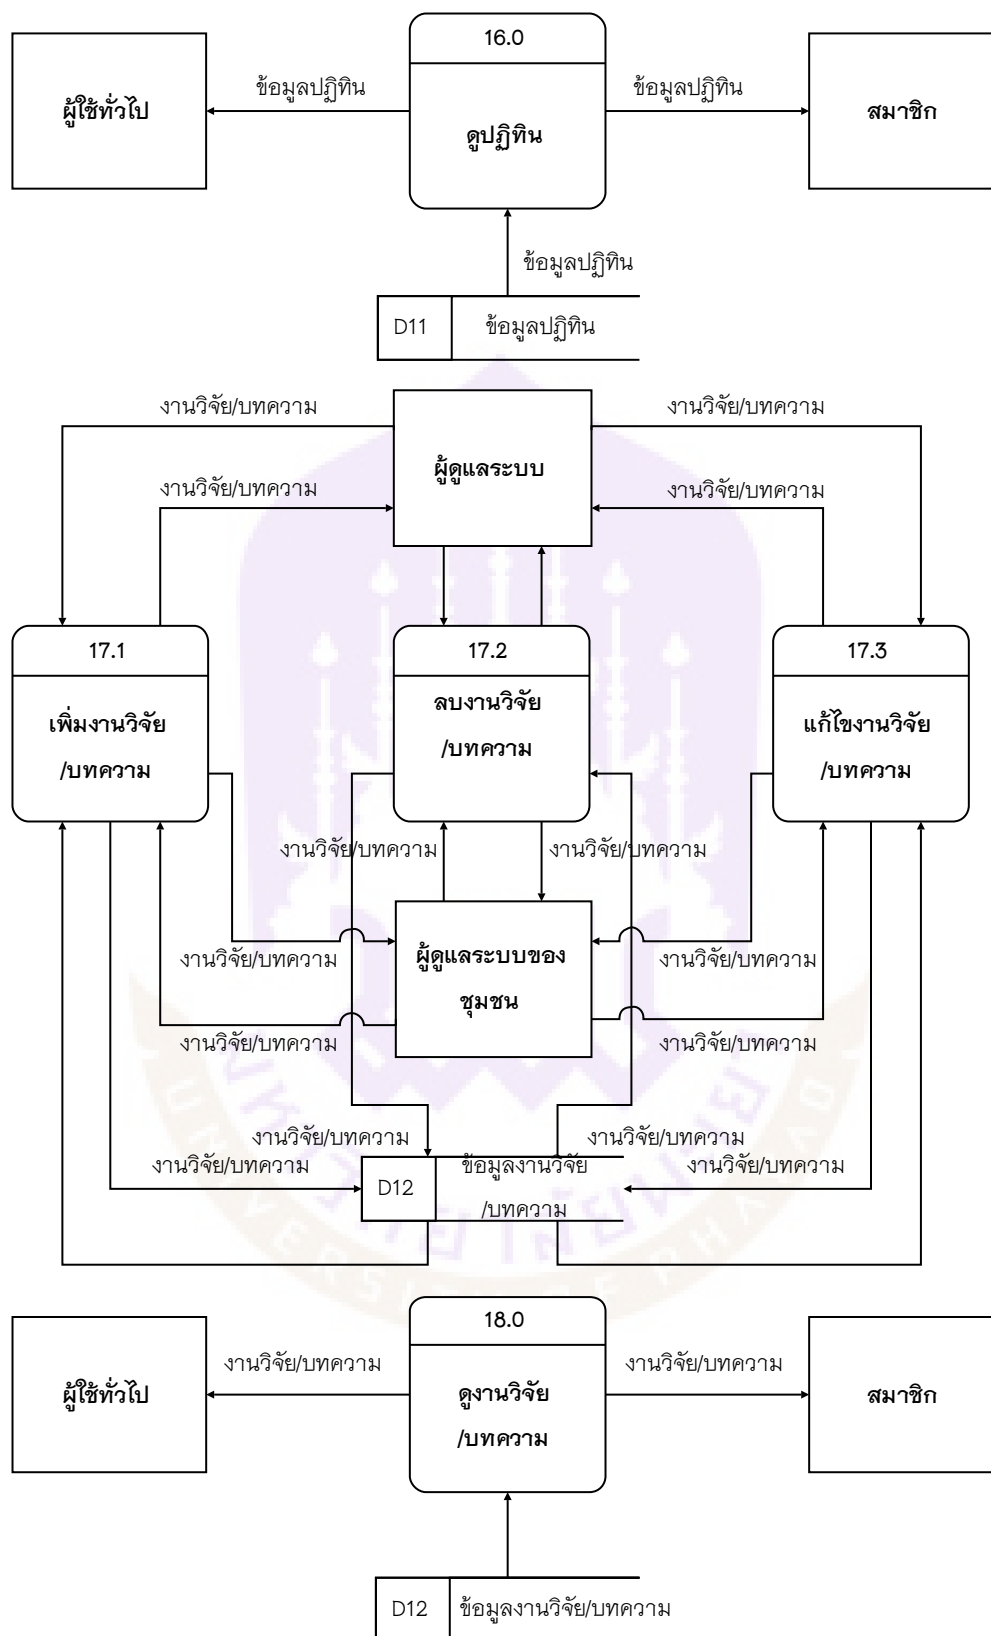 16.0
ผู้ใช้ทั่วไป
ข้อมูลปฏิทิน
ดูปฏิทิน
ข้อมูลปฏิทิน
สมาชิก
ข้อมูลปฏิทิน
D11
ข้อมูลปฏิทิน
งานวิจัย/บทความ
งานวิจัย/บทความ
ผู้ดูแลระบบ
งานวิจัย/บทความ
งานวิจัย/บทความ
17.1
เพิ่มงานวิจัย
/บทความ
17.2
ลบงานวิจัย
/บทความ
17.3
แก้ไขงานวิจัย
/บทความ
งานวิจัย/บทความ
งานวิจัย/บทความ
งานวิจัย/บทความ
ผู้ดูแลระบบของ
ชุมชน
งานวิจัย/บทความ
งานวิจัย/บทความ
งานวิจัย/บทความ
งานวิจัย/บทความ
งานวิจัย/บทความ
งานวิจัย/บทความ
D12
ข้อมูลงานวิจัย
/บทความ
งานวิจัย/บทความ
มหาวิทยาลัยพะเยา
UNIVERSITY OF PHAYAO
18.0
ผู้ใช้ทั่วไป
งานวิจัย/บทความ
ดูงานวิจัย
/บทความ
งานวิจัย/บทความ
สมาชิก
D12
ข้อมูลงานวิจัย/บทความ